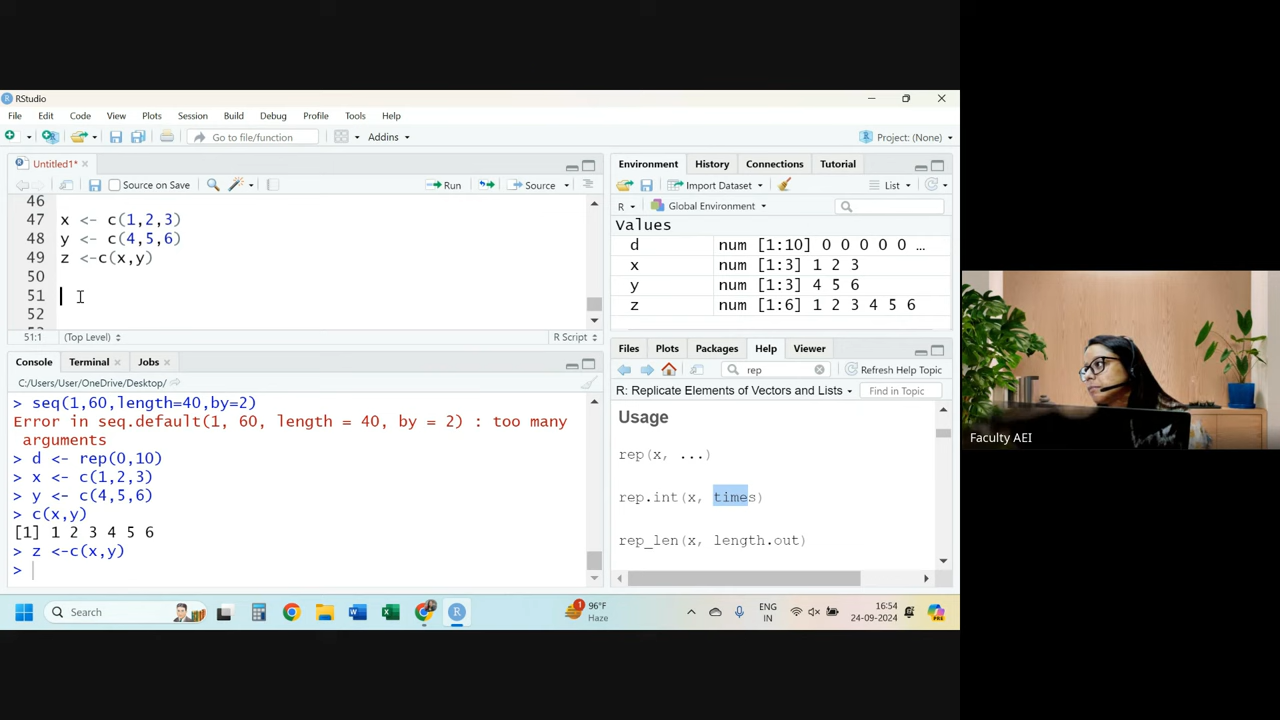 RStudio
File Edit Code View Plots Session Build Debug Profile Tools Help
Go to file/function Addins Project: (None)
Untitled1*
Source on Save Run Source
46
47 x <- c(1,2,3)
48 y <- c(4,5,6)
49 z <-c(x,y)
50
51
52
51:1 (Top Level) R Script
Console Terminal Jobs
C:/Users/User/OneDrive/Desktop/
> seq(1,60,length=40,by=2)
Error in seq.default(1, 60, length = 40, by = 2) : too many
arguments
> d <- rep(0,10)
> x <- c(1,2,3)
> y <- c(4,5,6)
> c(x,y)
[1] 1 2 3 4 5 6
> z <-c(x,y)
>
Environment History Connections Tutorial
Import Dataset List
R Global Environment
Values
d num [1:10] 0 0 0 0 0 ...
x num [1:3] 1 2 3
y num [1:3] 4 5 6
z num [1:6] 1 2 3 4 5 6
Files Plots Packages Help Viewer
rep Refresh Help Topic
R: Replicate Elements of Vectors and Lists Find in Topic
Usage
rep(x, ...)
rep.int(x, times)
rep_len(x, length.out)
Faculty AEI
Search
1 96°F
Haze
ENG
IN
16:54
24-09-2024